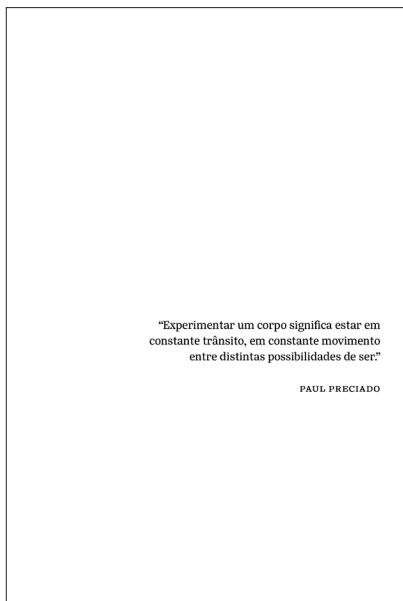 “Experimentar um corpo significa estar em
constante trânsito, em constante movimento
entre distintas possibilidades de ser.”
PAUL PRECIADO